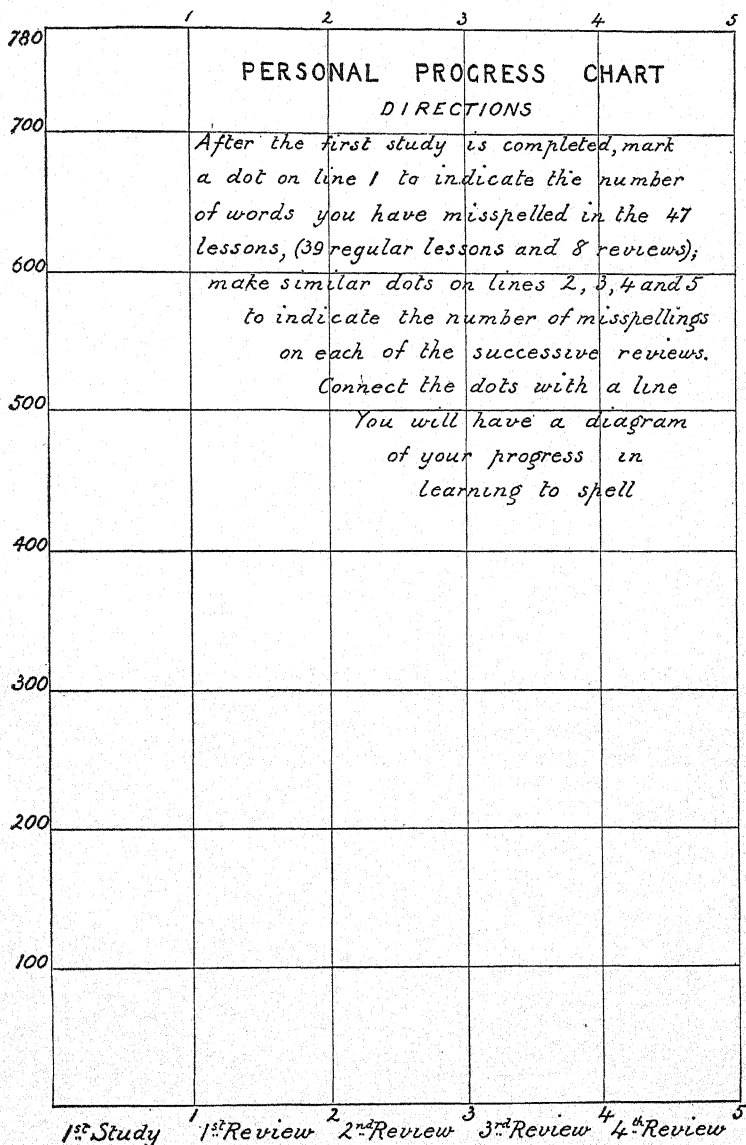 1 2 3 4 5
780
PERSONAL PROGRESS CHART
DIRECTIONS
700
After the first study is completed, mark
a dot on line 1 to indicate the number
of words you have misspelled in the 47
lessons, (39 regular lessons and 8 reviews);
600
make similar dots on lines 2, 3, 4 and 5
to indicate the number of misspellings
on each of the successive reviews.
Connect the dots with a line
500
You will have a diagram
of your progress in
learning to spell
400
300
200
100
1 2 3 4 5
1st Study 1st Review 2nd Review 3rd Review 4th Review